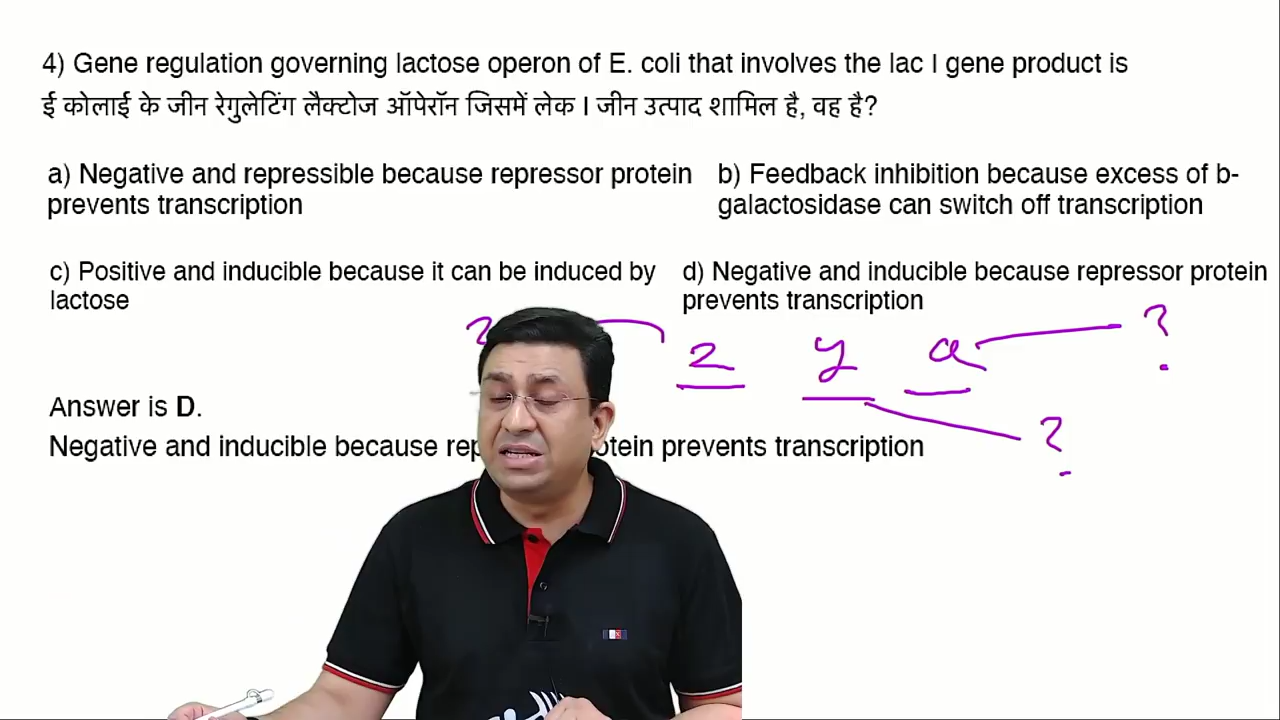 4) Gene regulation governing lactose operon of E. coli that involves the lac I gene product is
ई कोलाई के जीन रेगुलेटिंग लैक्टोज ऑपेरॉन जिसमें लेक I जीन उत्पाद शामिल है, वह है?
a) Negative and repressible because repressor protein
prevents transcription
b) Feedback inhibition because excess of b-
galactosidase can switch off transcription
c) Positive and inducible because it can be induced by
lactose
d) Negative and inducible because repressor protein
prevents transcription
? z y a ?
?
Answer is D.
Negative and inducible because rep otein prevents transcription